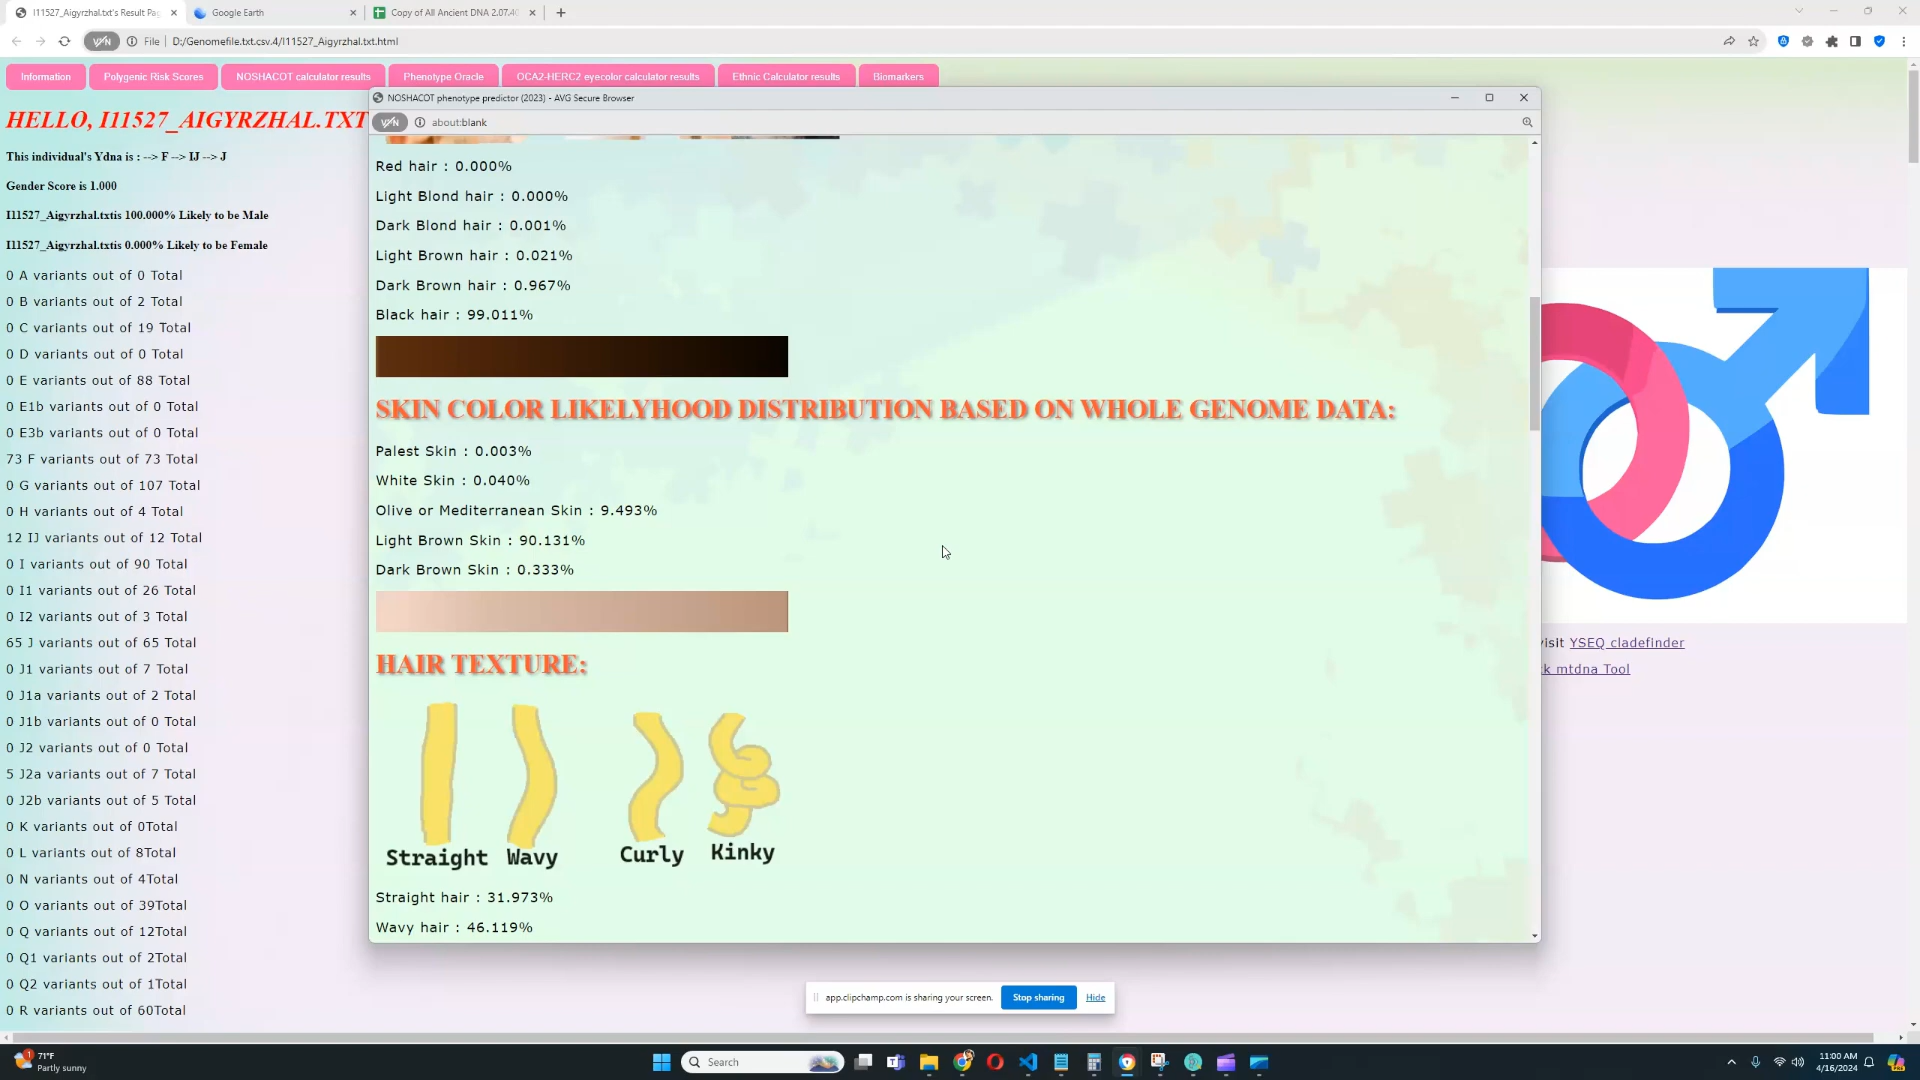 I11527_Aigyrzhal.txt's Result Pag
Google Earth
Copy of All Ancient DNA 2.07.40
File
D:/Genomefile.txt.csv.4/I11527_Aigyrzhal.txt.html
Information
Polygenic Risk Scores
NOSHACOT calculator results
Phenotype Oracle
OCA2-HERC2 eyecolor calculator results
Ethnic Calculator results
Biomarkers
HELLO, I11527_AIGYRZHAL.TXT
This individual's Ydna is : --> F --> IJ --> J
Gender Score is 1.000
I11527_Aigyrzhal.txtis 100.000% Likely to be Male
I11527_Aigyrzhal.txtis 0.000% Likely to be Female
0 A variants out of 0 Total
0 B variants out of 2 Total
0 C variants out of 19 Total
0 D variants out of 0 Total
0 E variants out of 88 Total
0 E1b variants out of 0 Total
0 E3b variants out of 0 Total
73 F variants out of 73 Total
0 G variants out of 107 Total
0 H variants out of 4 Total
12 IJ variants out of 12 Total
0 I variants out of 90 Total
0 I1 variants out of 26 Total
0 I2 variants out of 3 Total
65 J variants out of 65 Total
0 J1 variants out of 7 Total
0 J1a variants out of 2 Total
0 J1b variants out of 0 Total
0 J2 variants out of 0 Total
5 J2a variants out of 7 Total
0 J2b variants out of 5 Total
0 K variants out of 0Total
0 L variants out of 8Total
0 N variants out of 4Total
0 O variants out of 39Total
0 Q variants out of 12Total
0 Q1 variants out of 2Total
0 Q2 variants out of 1Total
0 R variants out of 60Total
NOSHACOT phenotype predictor (2023) - AVG Secure Browser
about:blank
Red hair : 0.000%
Light Blond hair : 0.000%
Dark Blond hair : 0.001%
Light Brown hair : 0.021%
Dark Brown hair : 0.967%
Black hair : 99.011%
SKIN COLOR LIKELYHOOD DISTRIBUTION BASED ON WHOLE GENOME DATA:
Palest Skin : 0.003%
White Skin : 0.040%
Olive or Mediterranean Skin : 9.493%
Light Brown Skin : 90.131%
Dark Brown Skin : 0.333%
HAIR TEXTURE:
Straight Wavy Curly Kinky
Straight hair : 31.973%
Wavy hair : 46.119%
visit YSEQ cladefinder
k mtdna Tool
app.clipchamp.com is sharing your screen.
Stop sharing
Hide
1
71°F
Partly sunny
Search
11:00 AM
4/16/2024